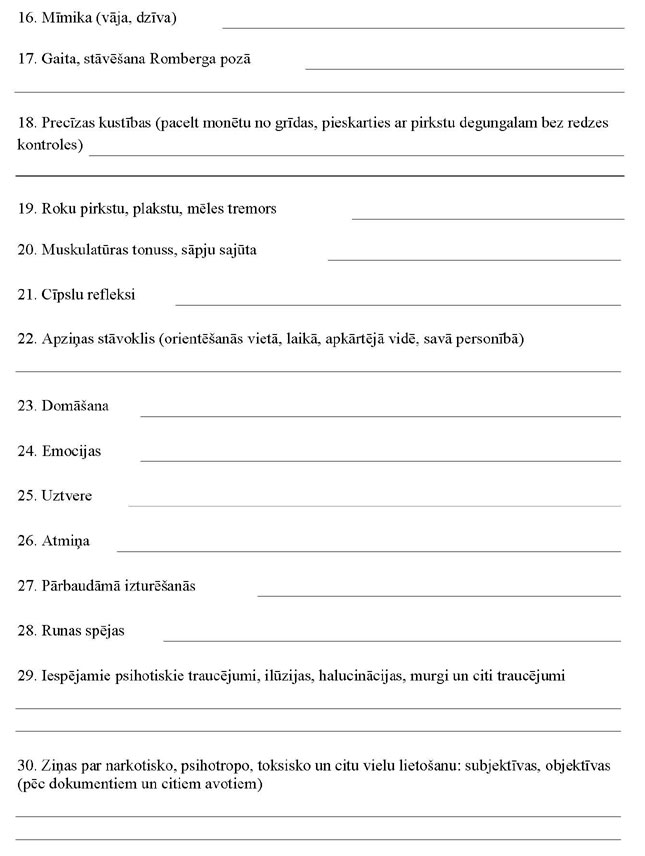 16. Mīmika (vāja, dzīva)
17. Gaita, stāvēšana Romberga pozā
18. Precīzas kustības (pacelt monētu no grīdas, pieskarties ar pirkstu degungalam bez redzes
kontroles)
19. Roku pirkstu, plakstu, mēles tremors
20. Muskulatūras tonuss, sāpju sajūta
21. Cīpslu refleksi
22. Apziņas stāvoklis (orientēšanās vietā, laikā, apkārtējā vidē, savā personībā)
23. Domāšana
24. Emocijas
25. Uztvere
26. Atmiņa
27. Pārbaudāmā izturēšanās
28. Runas spējas
29. Iespējamie psihotiskie traucējumi, ilūzijas, halucinācijas, murgi un citi traucējumi
30. Ziņas par narkotisko, psihotropo, toksisko un citu vielu lietošanu: subjektīvas, objektīvas
(pēc dokumentiem un citiem avotiem)